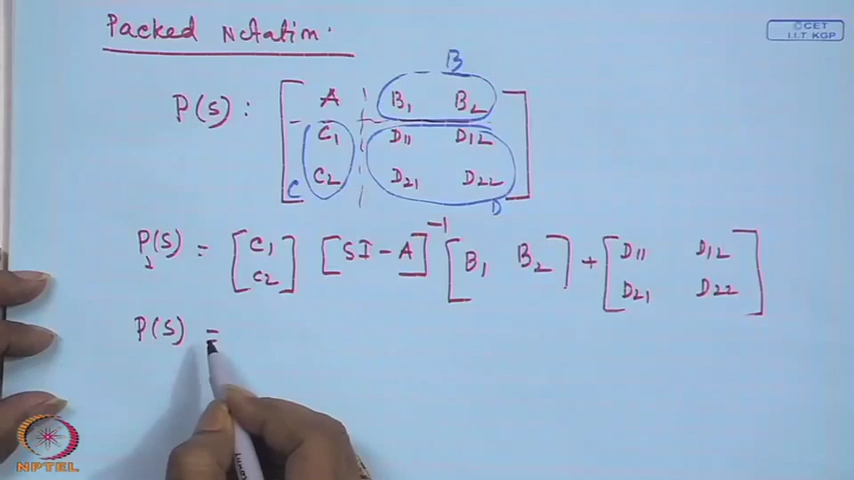 Packed Notation.
© CET
I.I.T. KGP
B
P(S) : [ A B₁ B₂
C₁ D₁₁ D₁₂
C₂ D₂₁ D₂₂ ]
C D
P(S) = [ C₁ C₂ ] [SI - A]⁻¹ [ B₁ B₂ ] + [ D₁₁ D₁₂ D₂₁ D₂₂ ]
P(S) =
NPTEL